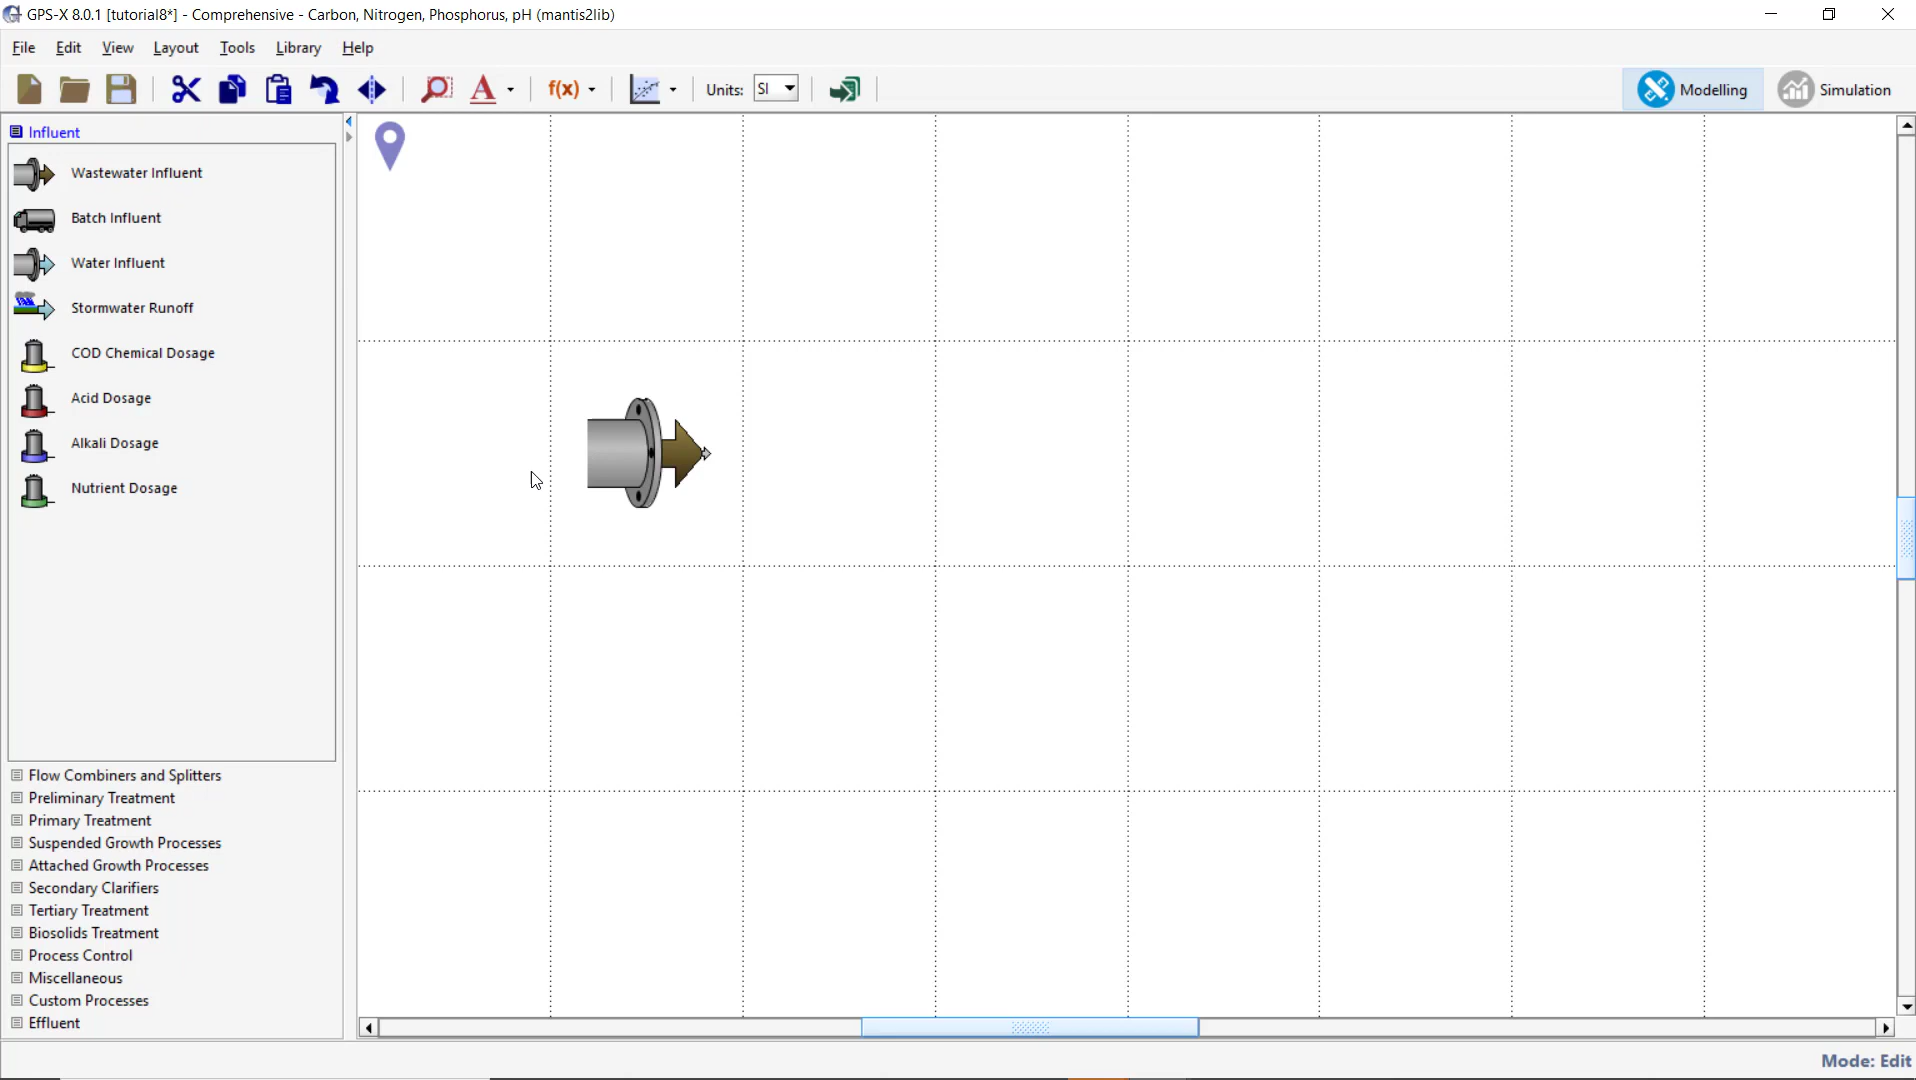 GPS-X 8.0.1 [tutorial8*] - Comprehensive - Carbon, Nitrogen, Phosphorus, pH (mantis2lib)
File Edit View Layout Tools Library Help
A f(x) Units: SI Modelling Simulation
Influent
Wastewater Influent
Batch Influent
Water Influent
Stormwater Runoff
COD Chemical Dosage
Acid Dosage
Alkali Dosage
Nutrient Dosage
Flow Combiners and Splitters
Preliminary Treatment
Primary Treatment
Suspended Growth Processes
Attached Growth Processes
Secondary Clarifiers
Tertiary Treatment
Biosolids Treatment
Process Control
Miscellaneous
Custom Processes
Effluent
Mode: Edit